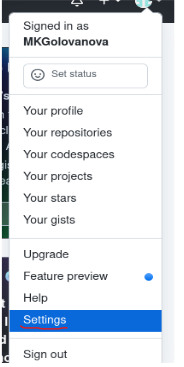 Signed in as
MKGolovanova
Set status
Your profile
Your repositories
Your codespaces
Your projects
Your stars
Your gists
Upgrade
Feature preview
Help
Settings
Sign out